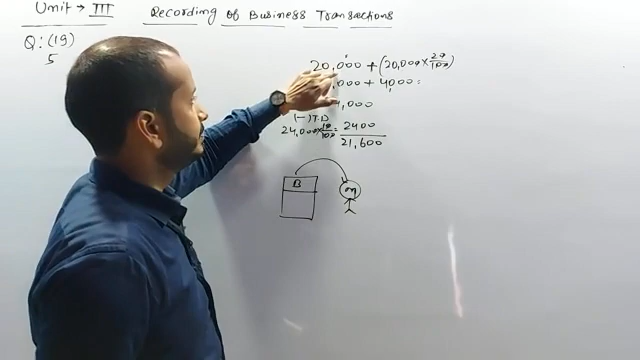 Unit → III Recording of Business Transactions
Q: (19)
5
20,000 + (20,000 × 20/100)
,000 + 4,000 =
4,000
(-) T.D
24,000 × 10/100 = 2400
21,600
B